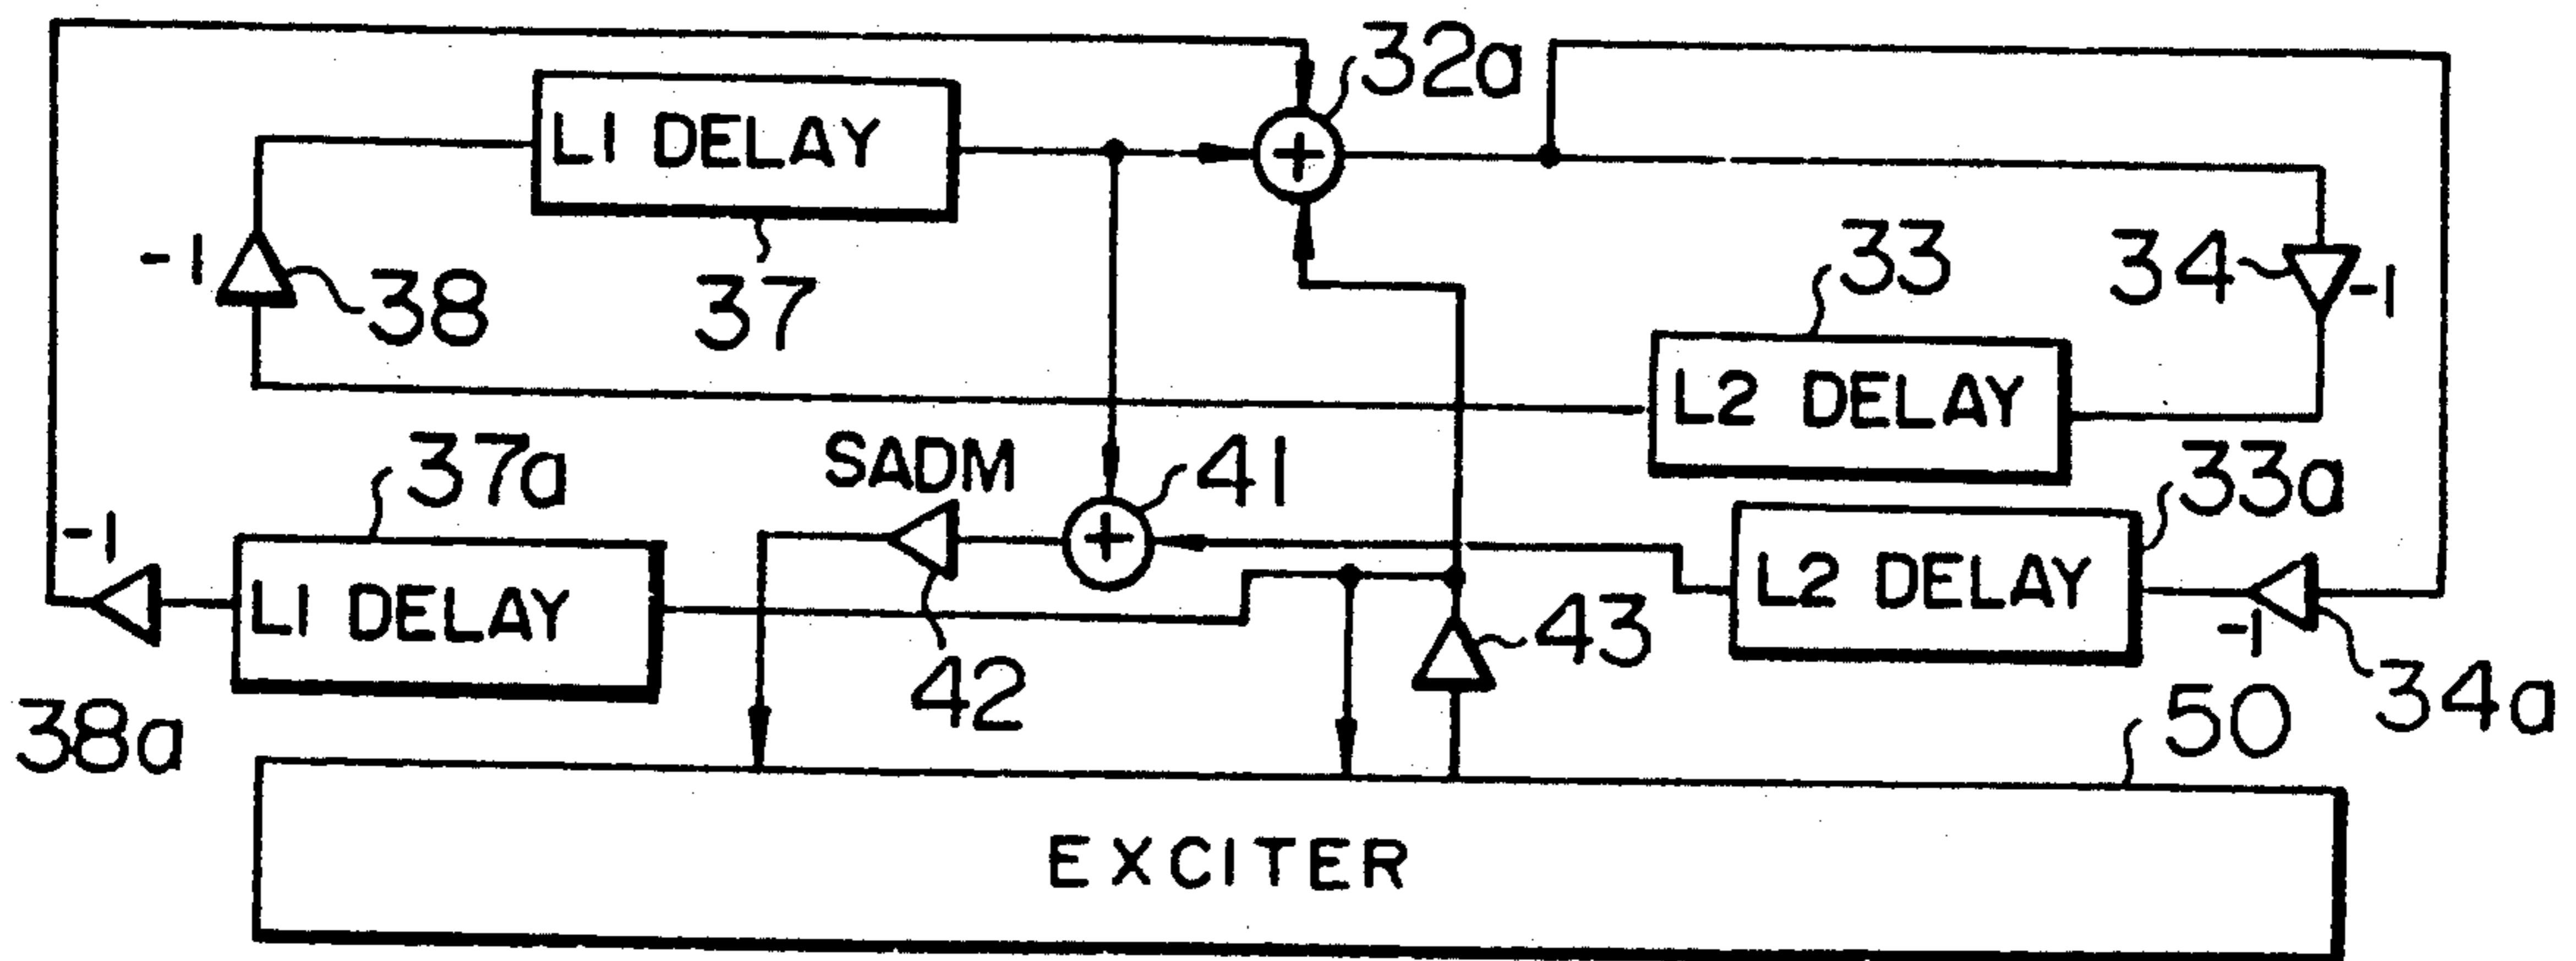 32a
L1 DELAY
-1
38
37
33
34
-1
L2 DELAY
SADM
41
37a
33a
-1
L1 DELAY
L2 DELAY
43
-1
42
34a
38a
50
EXCITER